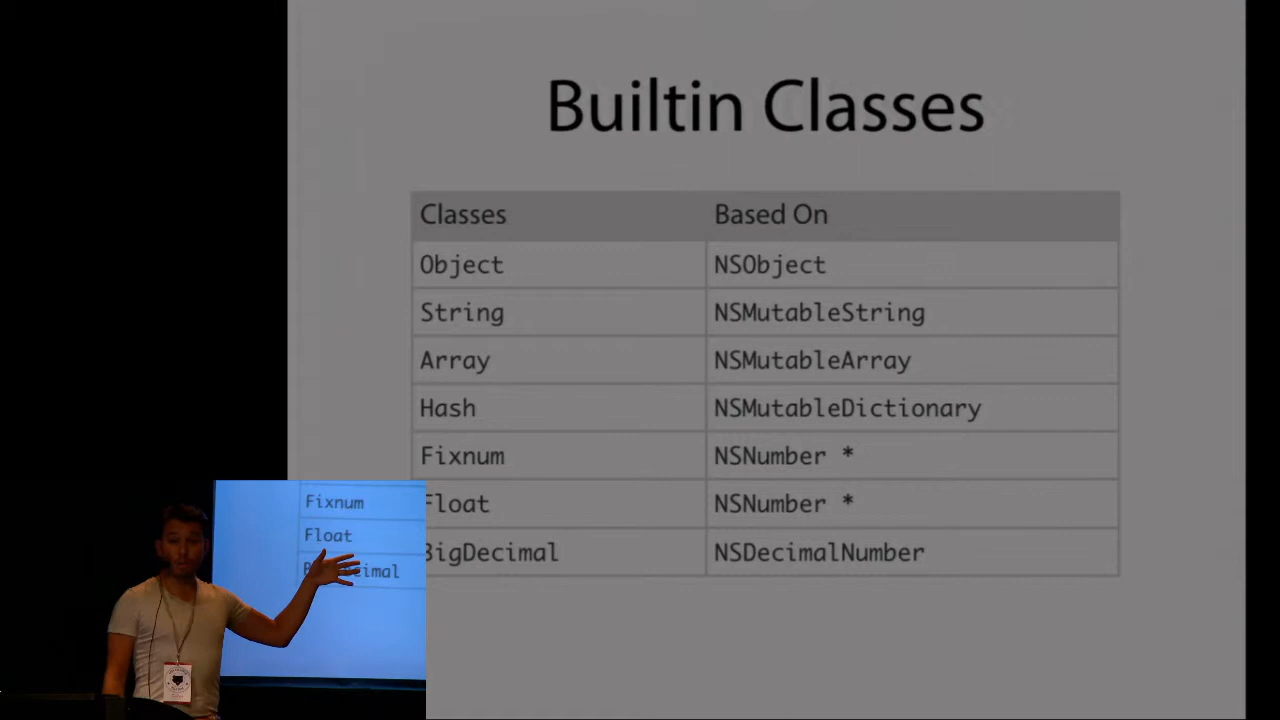 Builtin Classes
Classes Based On
Object NSObject
String NSMutableString
Array NSMutableArray
Hash NSMutableDictionary
Fixnum NSNumber *
Float NSNumber *
BigDecimal NSDecimalNumber
Fixnum
Float